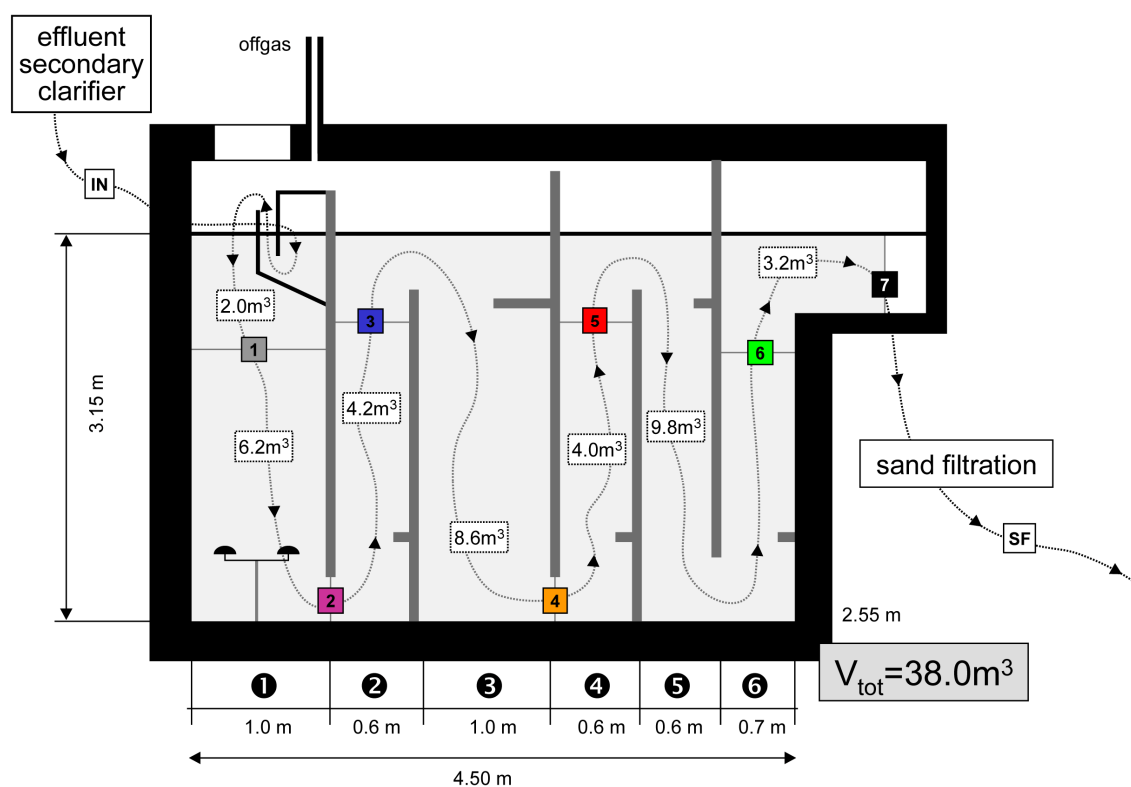 effluent
secondary
clarifier
offgas
IN
2.0m³
3.2m³
7
3
5
1
6
4.2m³
3.15 m
9.8m³
6.2m³
4.0m³
sand filtration
8.6m³
SF
2
4
2.55 m
Vtot=38.0m³
❶ ❷ ❸ ❹ ❺ ❻
1.0 m 0.6 m 1.0 m 0.6 m 0.6 m 0.7 m
4.50 m